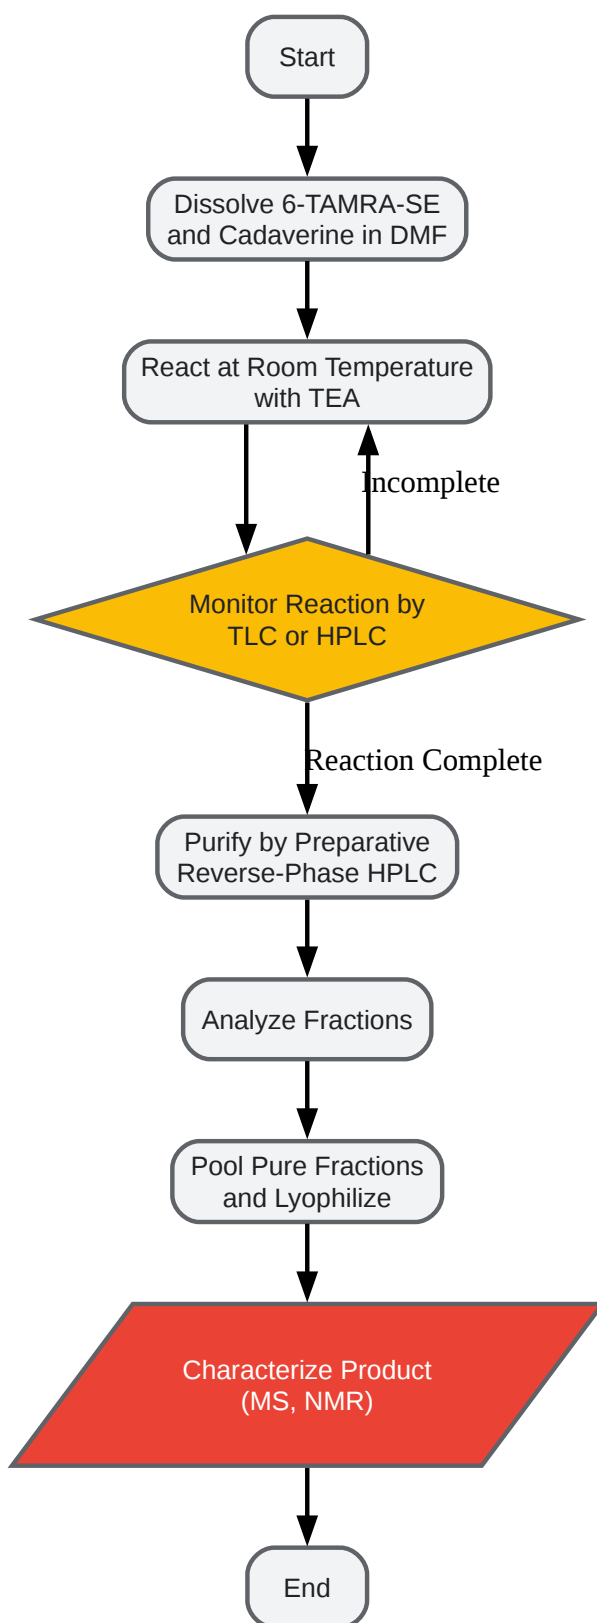 Start
Dissolve 6-TAMRA-SE
and Cadaverine in DMF
React at Room Temperature
with TEA
Incomplete
Monitor Reaction by
TLC or HPLC
Reaction Complete
Purify by Preparative
Reverse-Phase HPLC
Analyze Fractions
Pool Pure Fractions
and Lyophilize
Characterize Product
(MS, NMR)
End